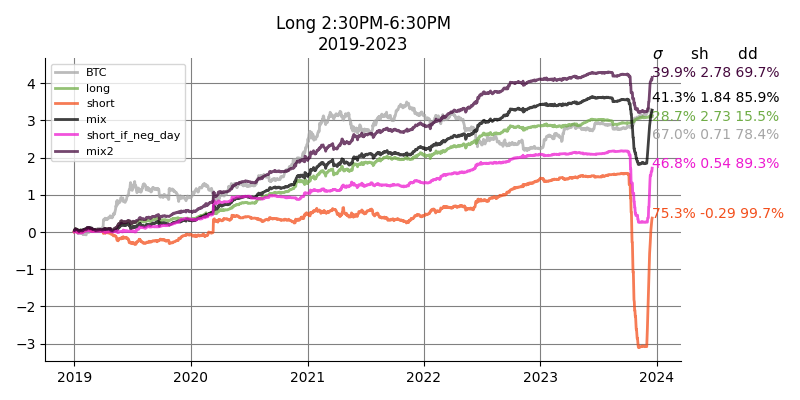 Long 2:30PM-6:30PM
2019-2023
σ sh dd
BTC
long
short
mix
short_if_neg_day
mix2
39.9% 2.78 69.7%
41.3% 1.84 85.9%
28.7% 2.73 15.5%
67.0% 0.71 78.4%
46.8% 0.54 89.3%
75.3% -0.29 99.7%
4
3
2
1
0
−1
−2
−3
2019 2020 2021 2022 2023 2024